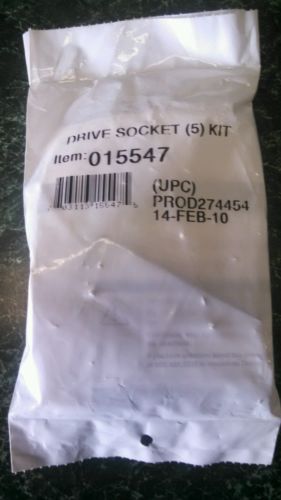 DRIVE SOCKET (5) KIT
Item: 015547
(UPC)
PROD274454
14-FEB-10